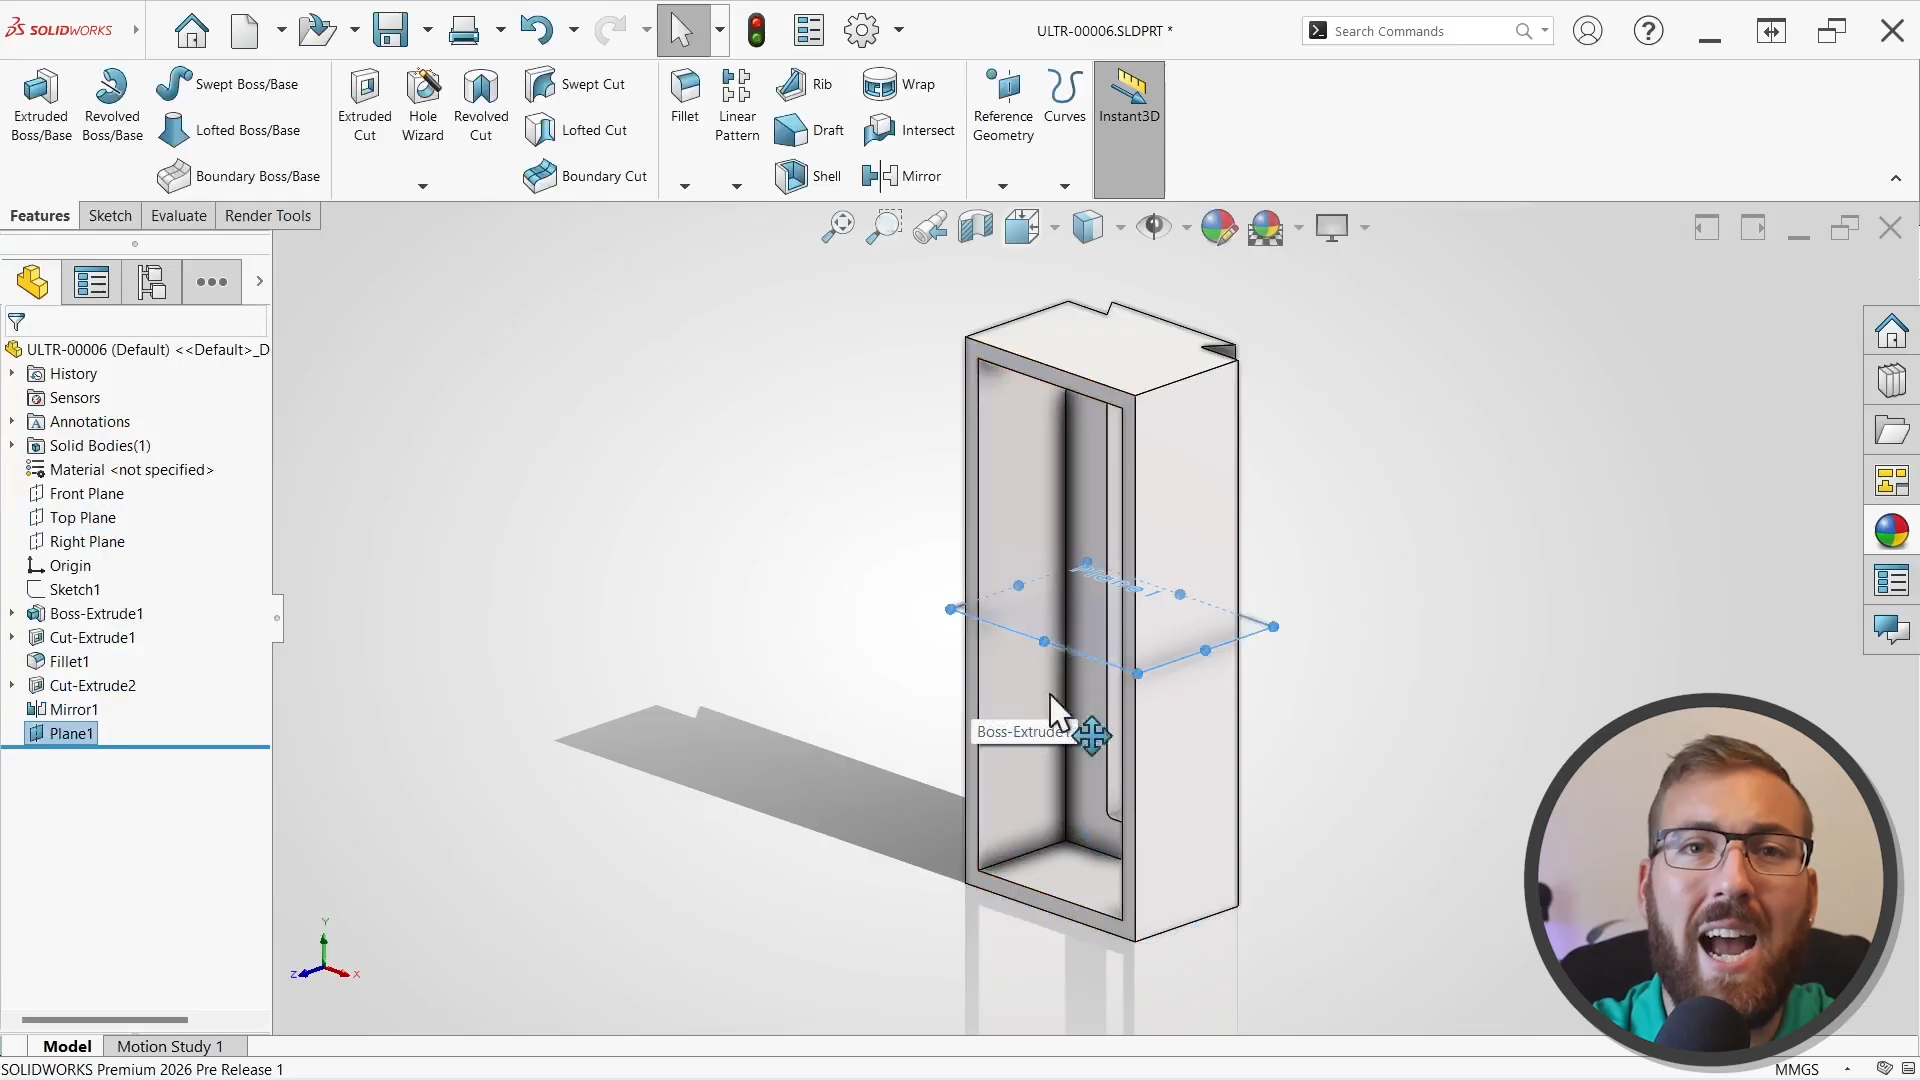 SOLIDWORKS
ULTR-00006.SLDPRT *
Search Commands
Extruded Boss/Base
Revolved Boss/Base
Swept Boss/Base
Lofted Boss/Base
Boundary Boss/Base
Extruded Cut
Hole Wizard
Revolved Cut
Swept Cut
Lofted Cut
Boundary Cut
Fillet
Linear Pattern
Rib
Draft
Shell
Wrap
Intersect
Mirror
Reference Geometry
Curves
Instant3D
Features
Sketch
Evaluate
Render Tools
ULTR-00006 (Default) <<Default>_D
History
Sensors
Annotations
Solid Bodies(1)
Material <not specified>
Front Plane
Top Plane
Right Plane
Origin
Sketch1
Boss-Extrude1
Cut-Extrude1
Fillet1
Cut-Extrude2
Mirror1
Plane1
Plane1
Boss-Extrude
Y
Z
X
Model
Motion Study 1
SOLIDWORKS Premium 2026 Pre Release 1
MMGS